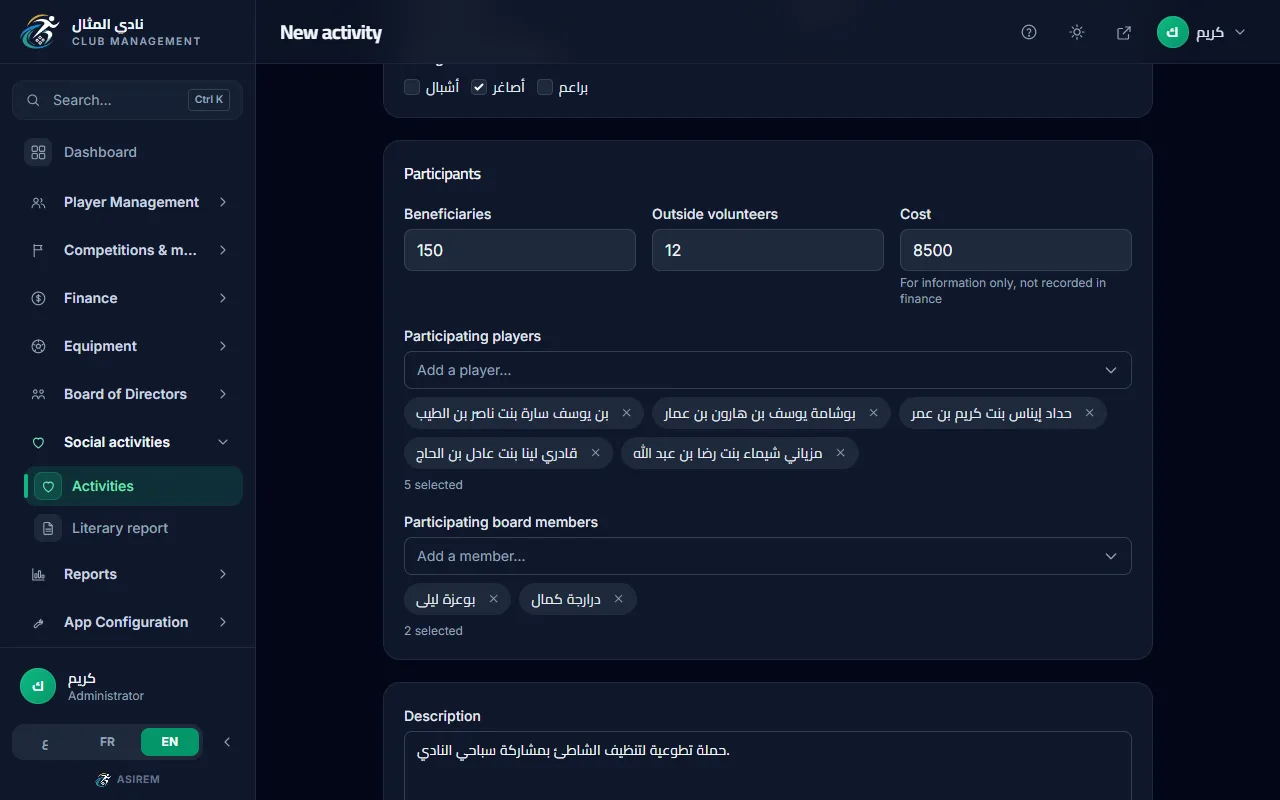 نادي المثال
CLUB MANAGEMENT
Search...
Ctrl K
Dashboard
Player Management
Competitions & m...
Finance
Equipment
Board of Directors
Social activities
Activities
Literary report
Reports
App Configuration
ك
كريم
Administrator
ع
FR
EN
ASIREM
New activity
ك
كريم
أشبال
أصاغر
براعم
Participants
Beneficiaries
Outside volunteers
Cost
150
12
8500
For information only, not recorded in
finance
Participating players
Add a player...
بن يوسف سارة بنت ناصر بن الطيب
بوشامة يوسف بن هارون بن عمار
حداد إيناس بنت كريم بن عمر
قادري لينا بنت عادل بن الحاج
مزياني شيماء بنت رضا بن عبد الله
5 selected
Participating board members
Add a member...
بوعزة ليلى
درارجة كمال
2 selected
Description
حملة تطوعية لتنظيف الشاطئ بمشاركة سباحي النادي.